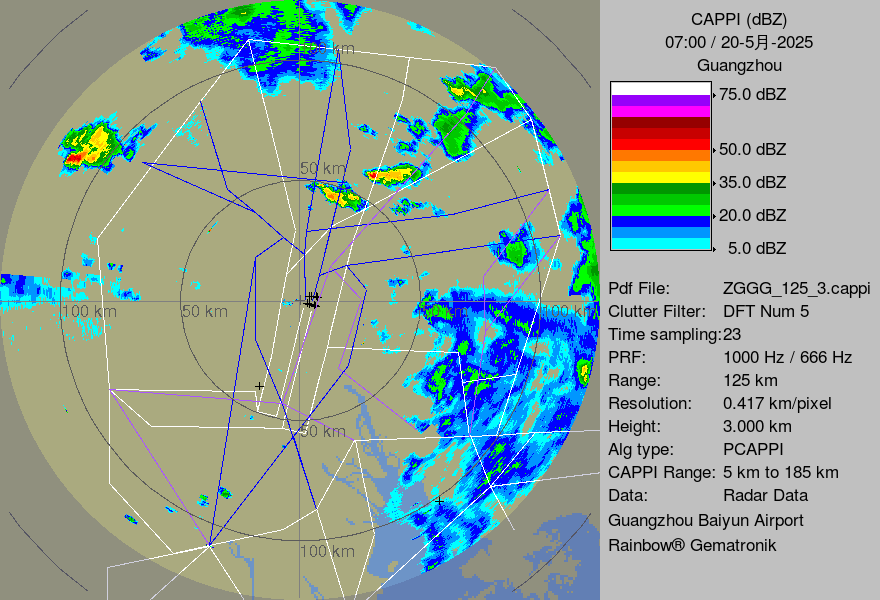 CAPPI (dBZ)
07:00 / 20-5月-2025
Guangzhou
75.0 dBZ
50.0 dBZ
35.0 dBZ
20.0 dBZ
5.0 dBZ
Pdf File: ZGGG_125_3.cappi
Clutter Filter: DFT Num 5
Time sampling:23
PRF: 1000 Hz / 666 Hz
Range: 125 km
Resolution: 0.417 km/pixel
Height: 3.000 km
Alg type: PCAPPI
CAPPI Range: 5 km to 185 km
Data: Radar Data
Guangzhou Baiyun Airport
Rainbow® Gematronik
km
50 km
100 km
50 km
km
100 km
50 km
100 km